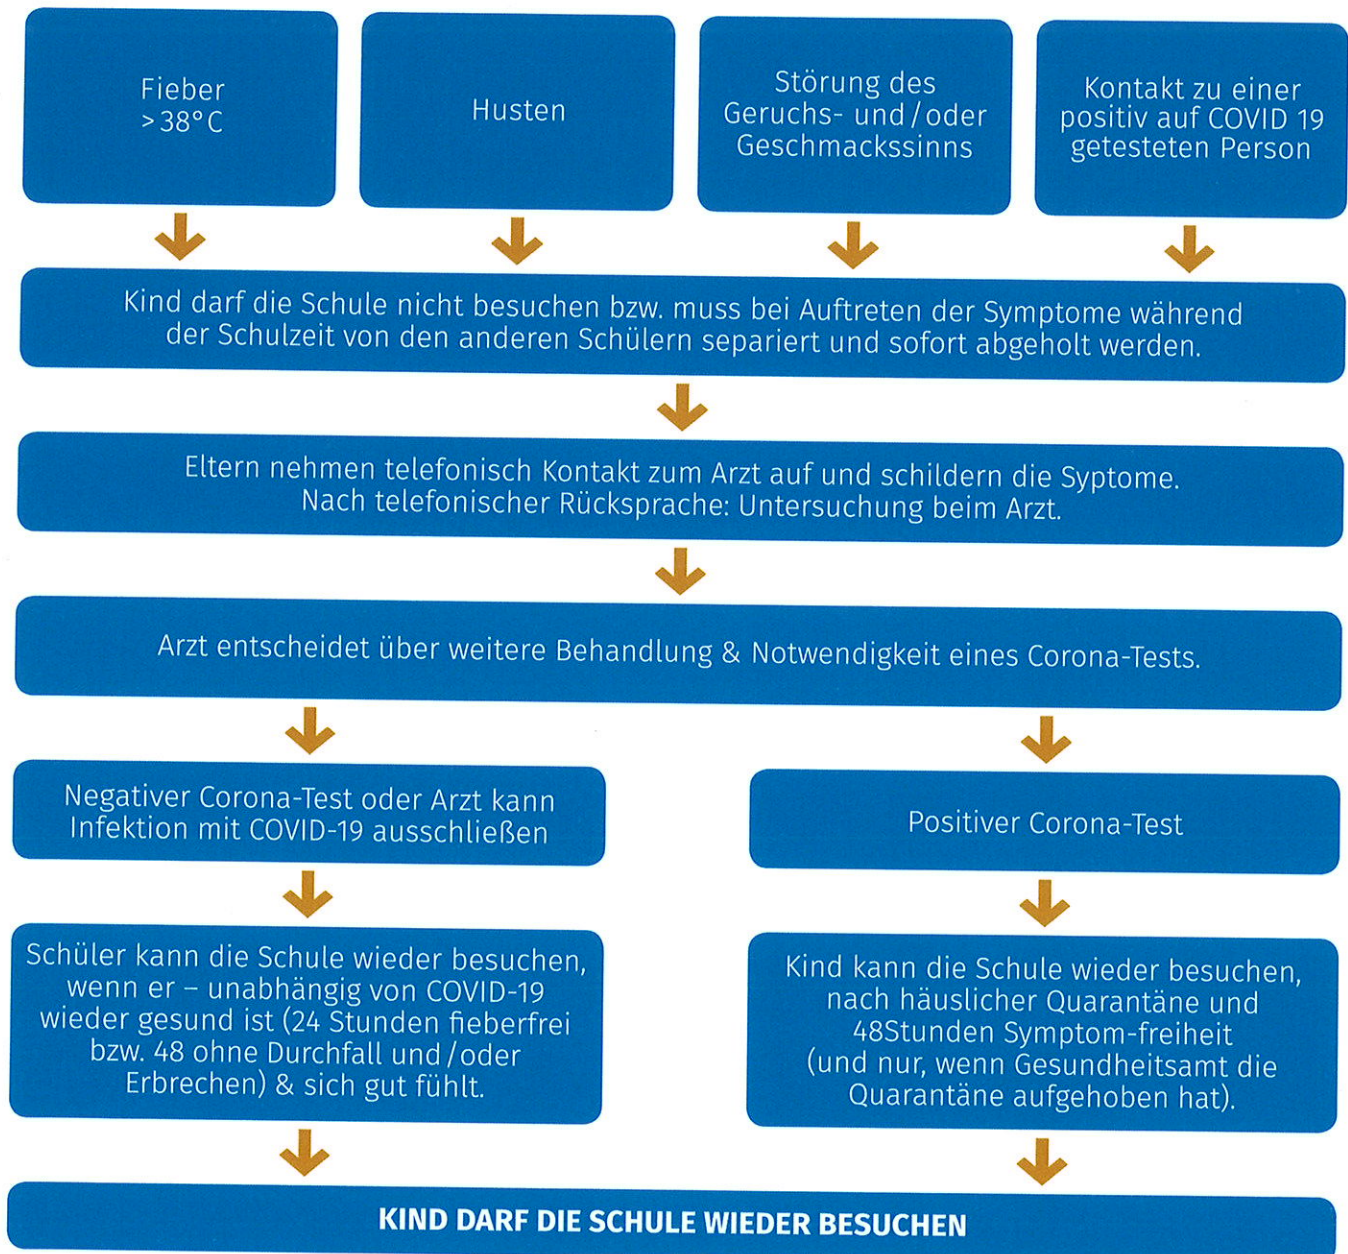 Fieber
>38°C
Husten
Störung des
Geruchs- und/oder
Geschmackssinns
Kontakt zu einer
positiv auf COVID 19
getesteten Person
Kind darf die Schule nicht besuchen bzw. muss bei Auftreten der Symptome während
der Schulzeit von den anderen Schülern separiert und sofort abgeholt werden.
Eltern nehmen telefonisch Kontakt zum Arzt auf und schildern die Syptome.
Nach telefonischer Rücksprache: Untersuchung beim Arzt.
Arzt entscheidet über weitere Behandlung & Notwendigkeit eines Corona-Tests.
Negativer Corona-Test oder Arzt kann
Infektion mit COVID-19 ausschließen
Positiver Corona-Test
Schüler kann die Schule wieder besuchen,
wenn er – unabhängig von COVID-19
wieder gesund ist (24 Stunden fieberfrei
bzw. 48 ohne Durchfall und/oder
Erbrechen) & sich gut fühlt.
Kind kann die Schule wieder besuchen,
nach häuslicher Quarantäne und
48Stunden Symptom-freiheit
(und nur, wenn Gesundheitsamt die
Quarantäne aufgehoben hat).
KIND DARF DIE SCHULE WIEDER BESUCHEN